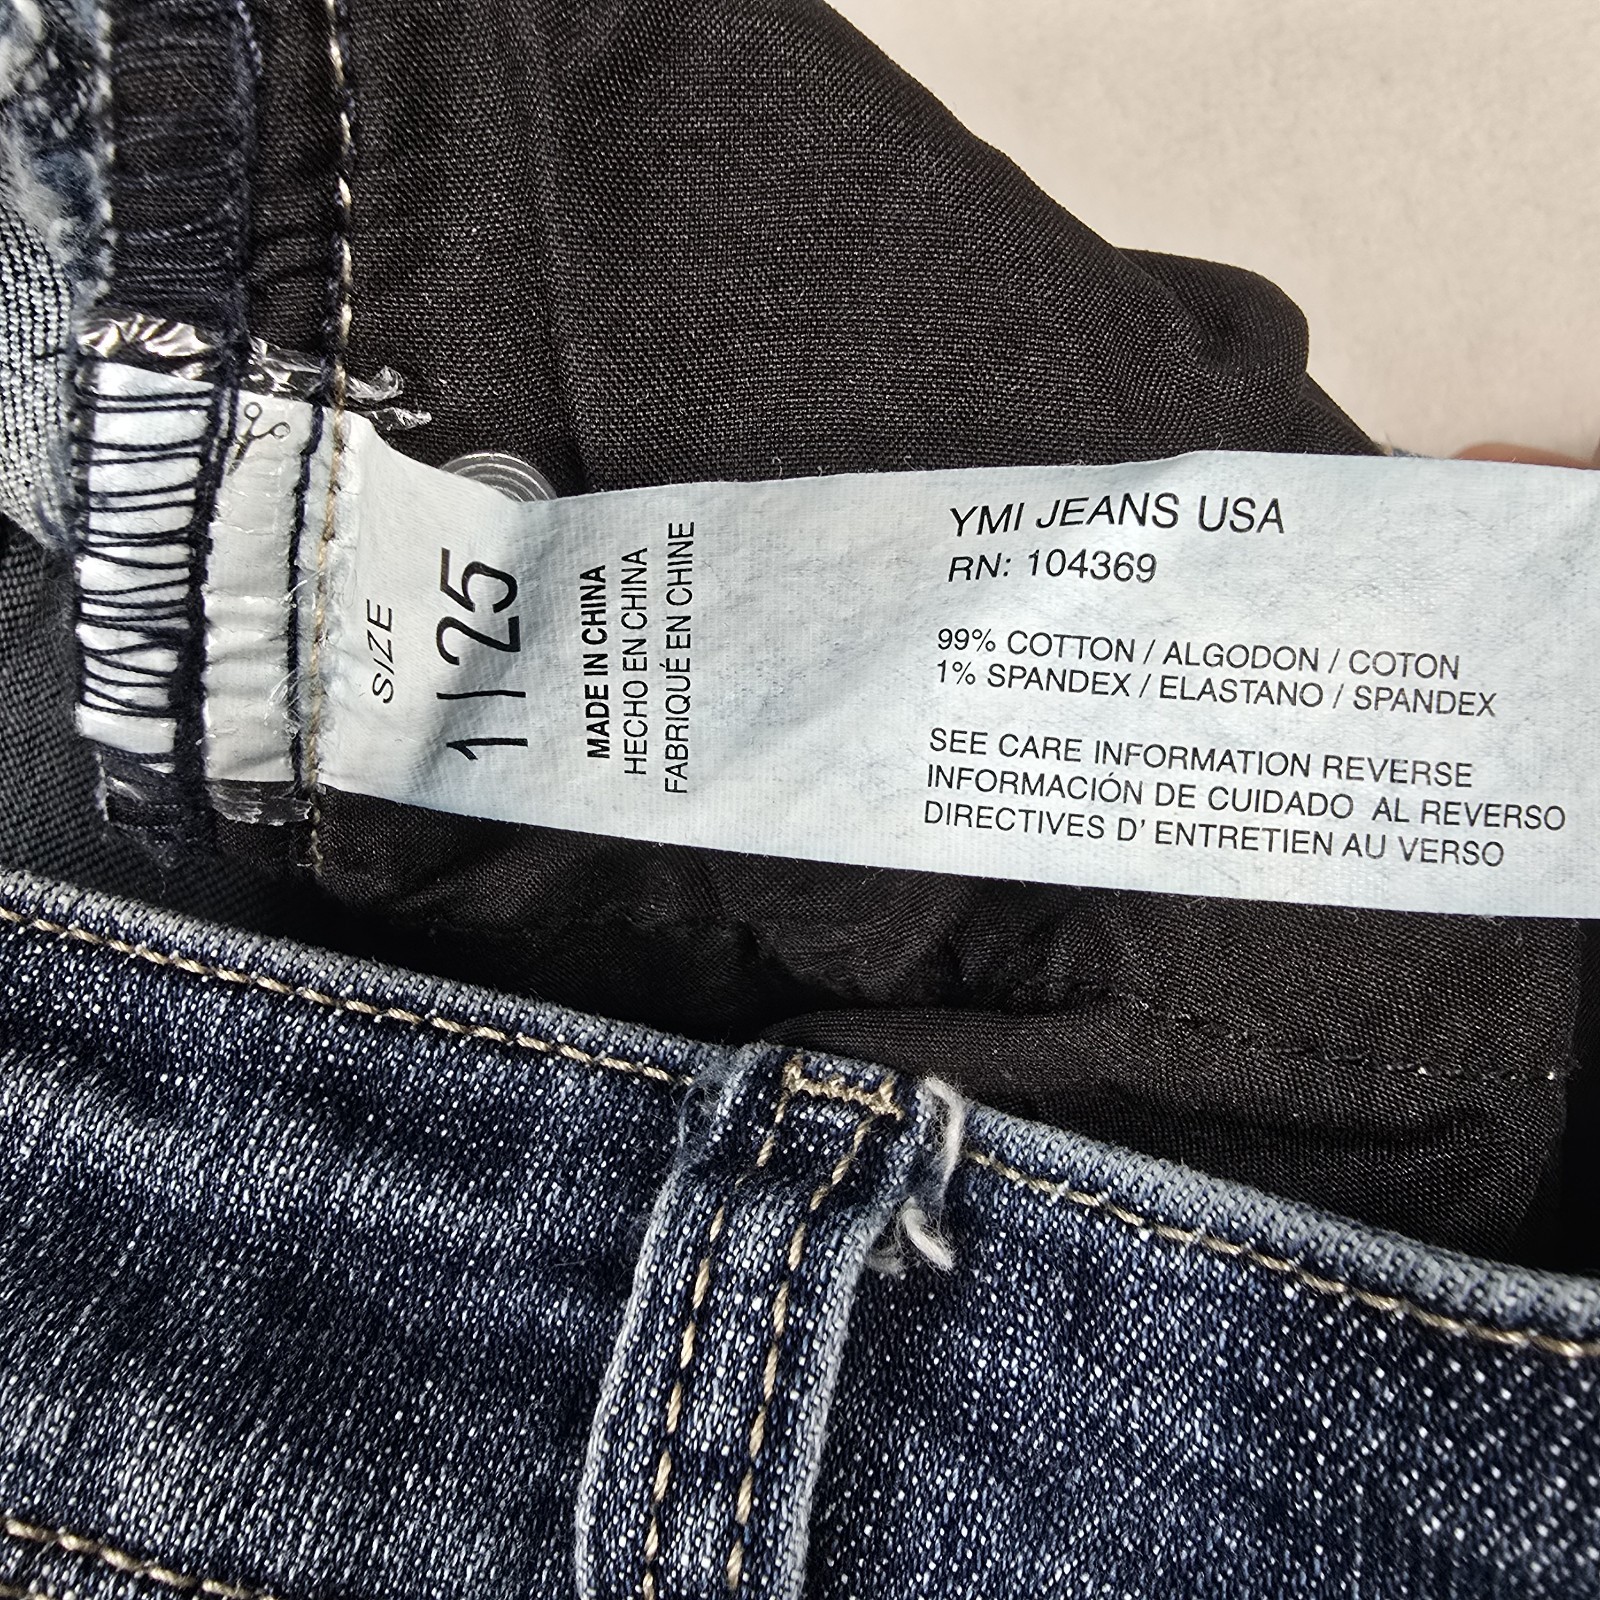 SIZE
1/25
MADE IN CHINA
HECHO EN CHINA
FABRIQUÉ EN CHINE
YMI JEANS USA
RN: 104369
99% COTTON / ALGODON / COTON
1% SPANDEX / ELASTANO / SPANDEX
SEE CARE INFORMATION REVERSE
INFORMACIÓN DE CUIDADO AL REVERSO
DIRECTIVES D' ENTRETIEN AU VERSO